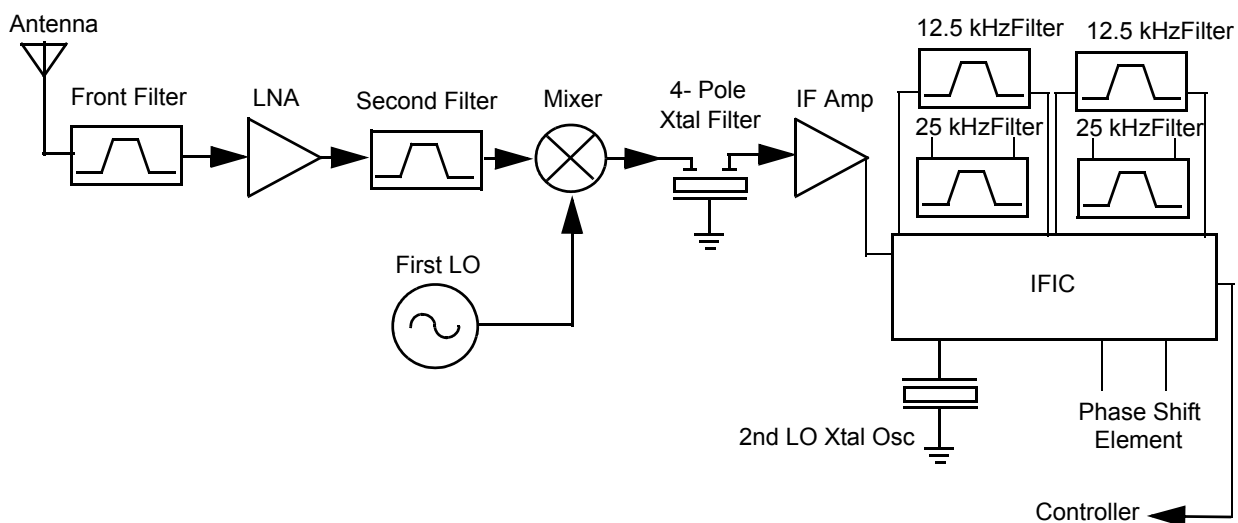 Antenna
Front Filter
LNA
Second Filter
Mixer
4- Pole
Xtal Filter
IF Amp
12.5 kHzFilter
12.5 kHzFilter
25 kHzFilter
25 kHzFilter
First LO
IFIC
2nd LO Xtal Osc
Phase Shift
Element
Controller